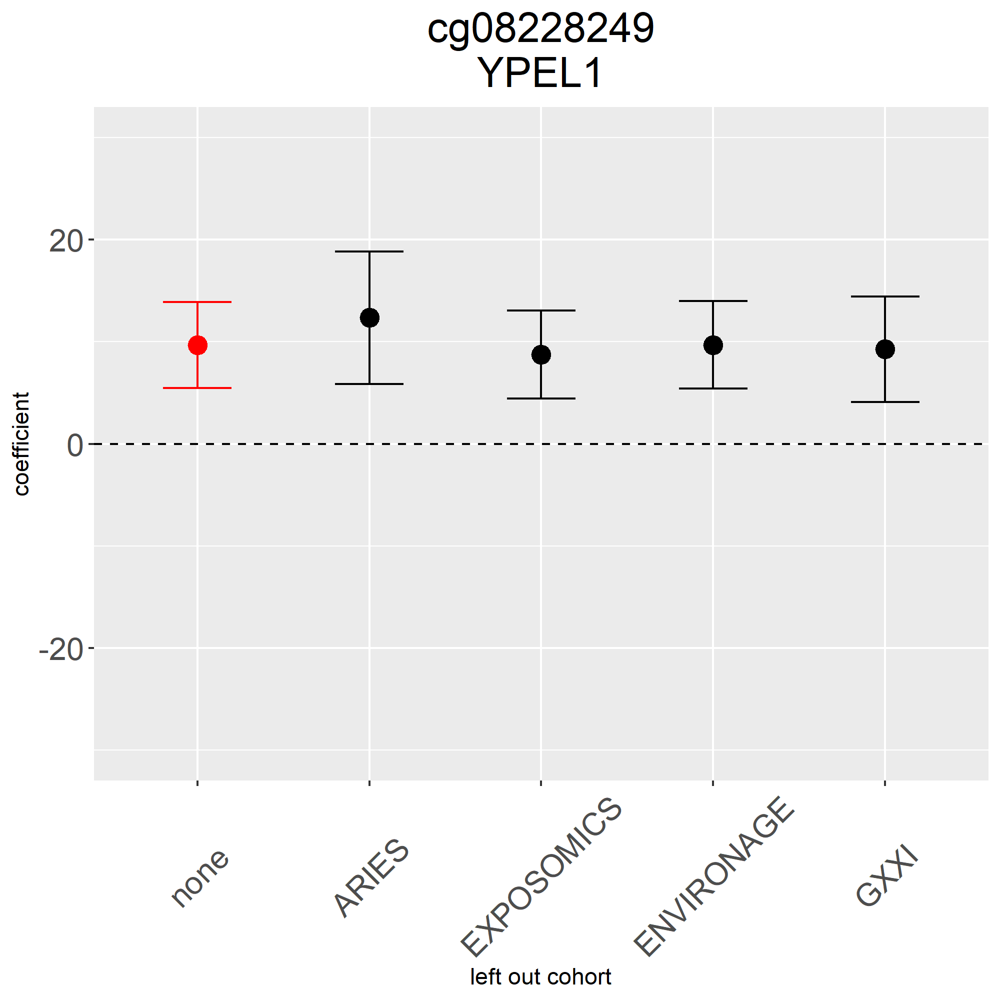 cg08228249
YPEL1
20
0
-20
coefficient
none
ARIES
EXPOSOMICS
ENVIRONAGE
GXXI
left out cohort